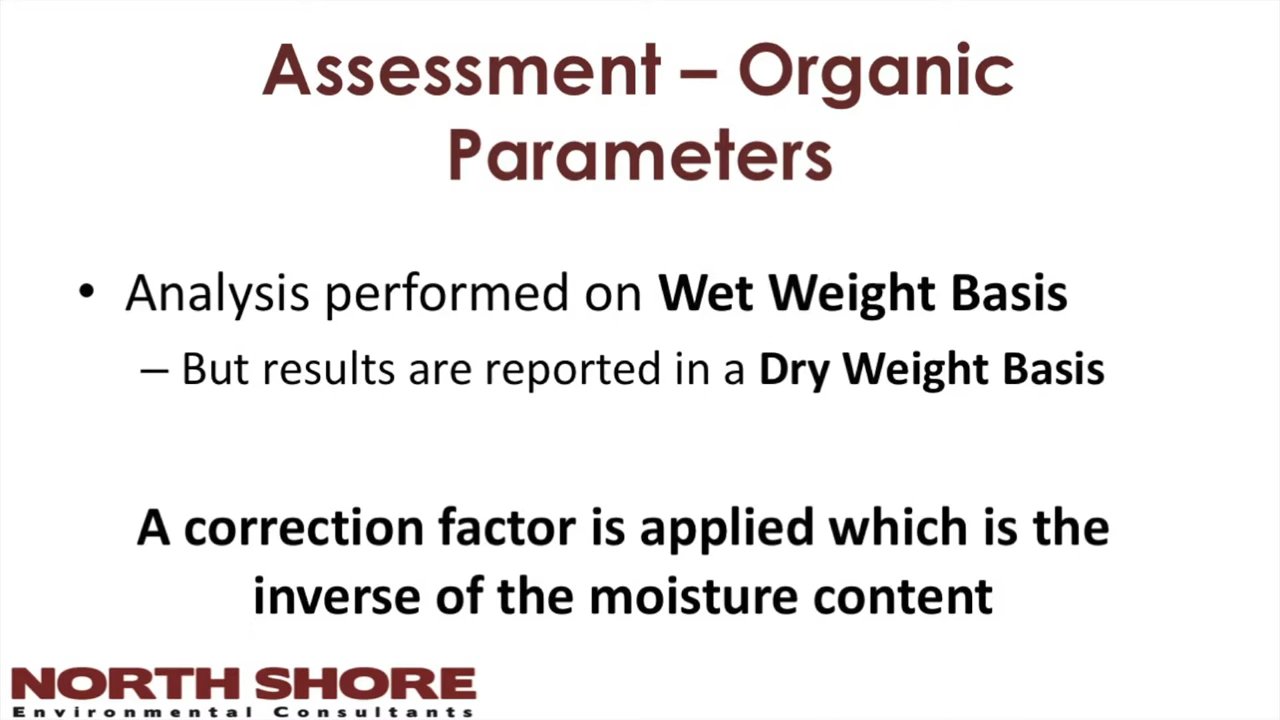 Assessment – Organic
Parameters
• Analysis performed on Wet Weight Basis
– But results are reported in a Dry Weight Basis
A correction factor is applied which is the
inverse of the moisture content
NORTH SHORE
Environmental Consultants